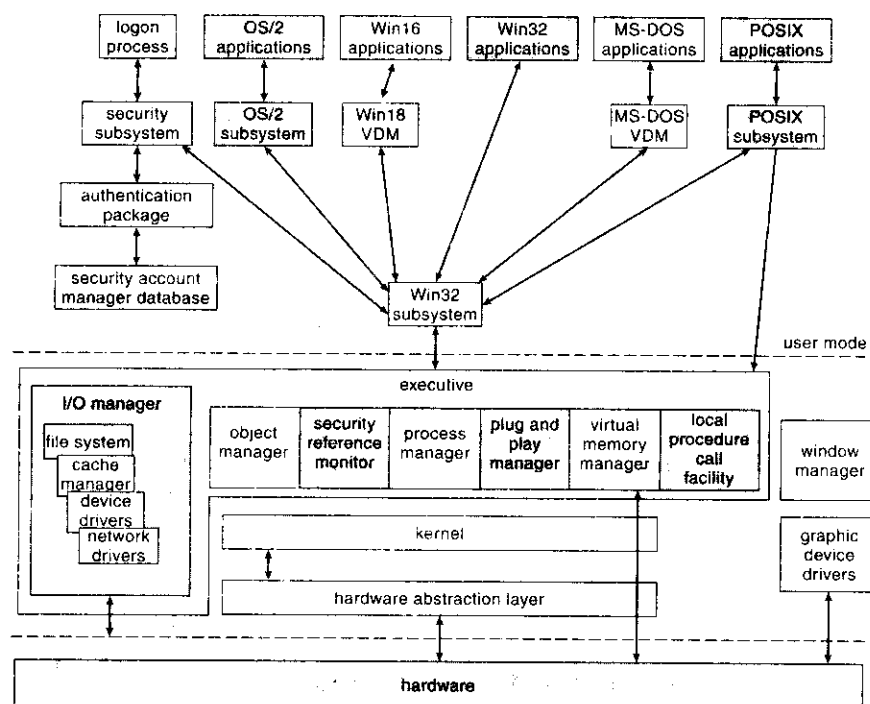 logon
process
OS/2
applications
Win16
applications
Win32
applications
MS-DOS
applications
POSIX
applications
security
subsystem
OS/2
subsystem
Win18
VDM
MS-DOS
VDM
POSIX
subsystem
authentication
package
security account
manager database
Win32
subsystem
user mode
executive
I/O manager
file system
cache
manager
device
drivers
network
drivers
object
manager
security
reference
monitor
process
manager
plug and
play
manager
virtual
memory
manager
local
procedure
call
facility
window
manager
kernel
graphic
device
drivers
hardware abstraction layer
hardware